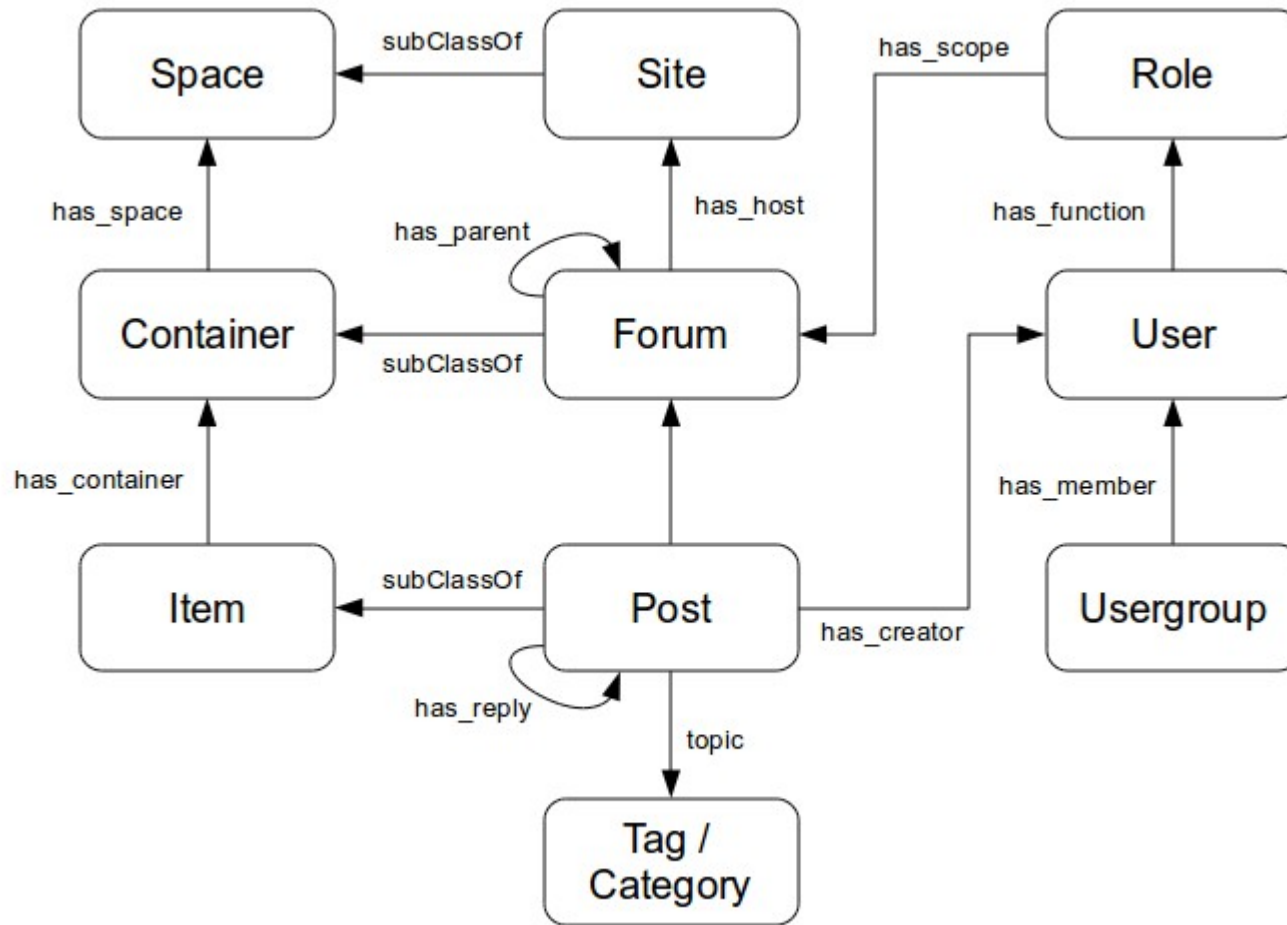 subClassOf
has_scope
Space
Site
Role
has_space
has_parent
has_host
has_function
Container
Forum
User
subClassOf
has_container
has_member
subClassOf
Item
Post
Usergroup
has_creator
has_reply
topic
Tag /
Category